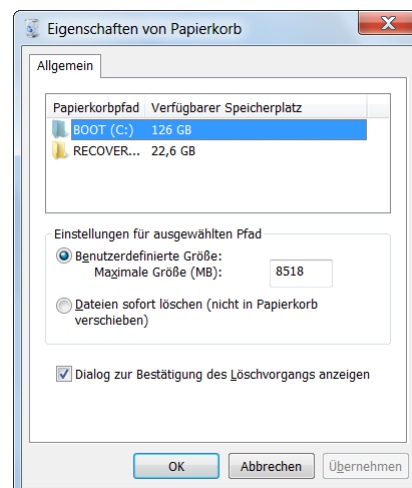 Eigenschaften von Papierkorb
Allgemein
Papierkorbpfad Verfügbarer Speicherplatz
BOOT (C:) 126 GB
RECOVER... 22,6 GB
Einstellungen für ausgewählten Pfad
Benutzerdefinierte Größe:
Maximale Größe (MB): 8518
Dateien sofort löschen (nicht in Papierkorb
verschieben)
Dialog zur Bestätigung des Löschvorgangs anzeigen
OK Abbrechen Übernehmen